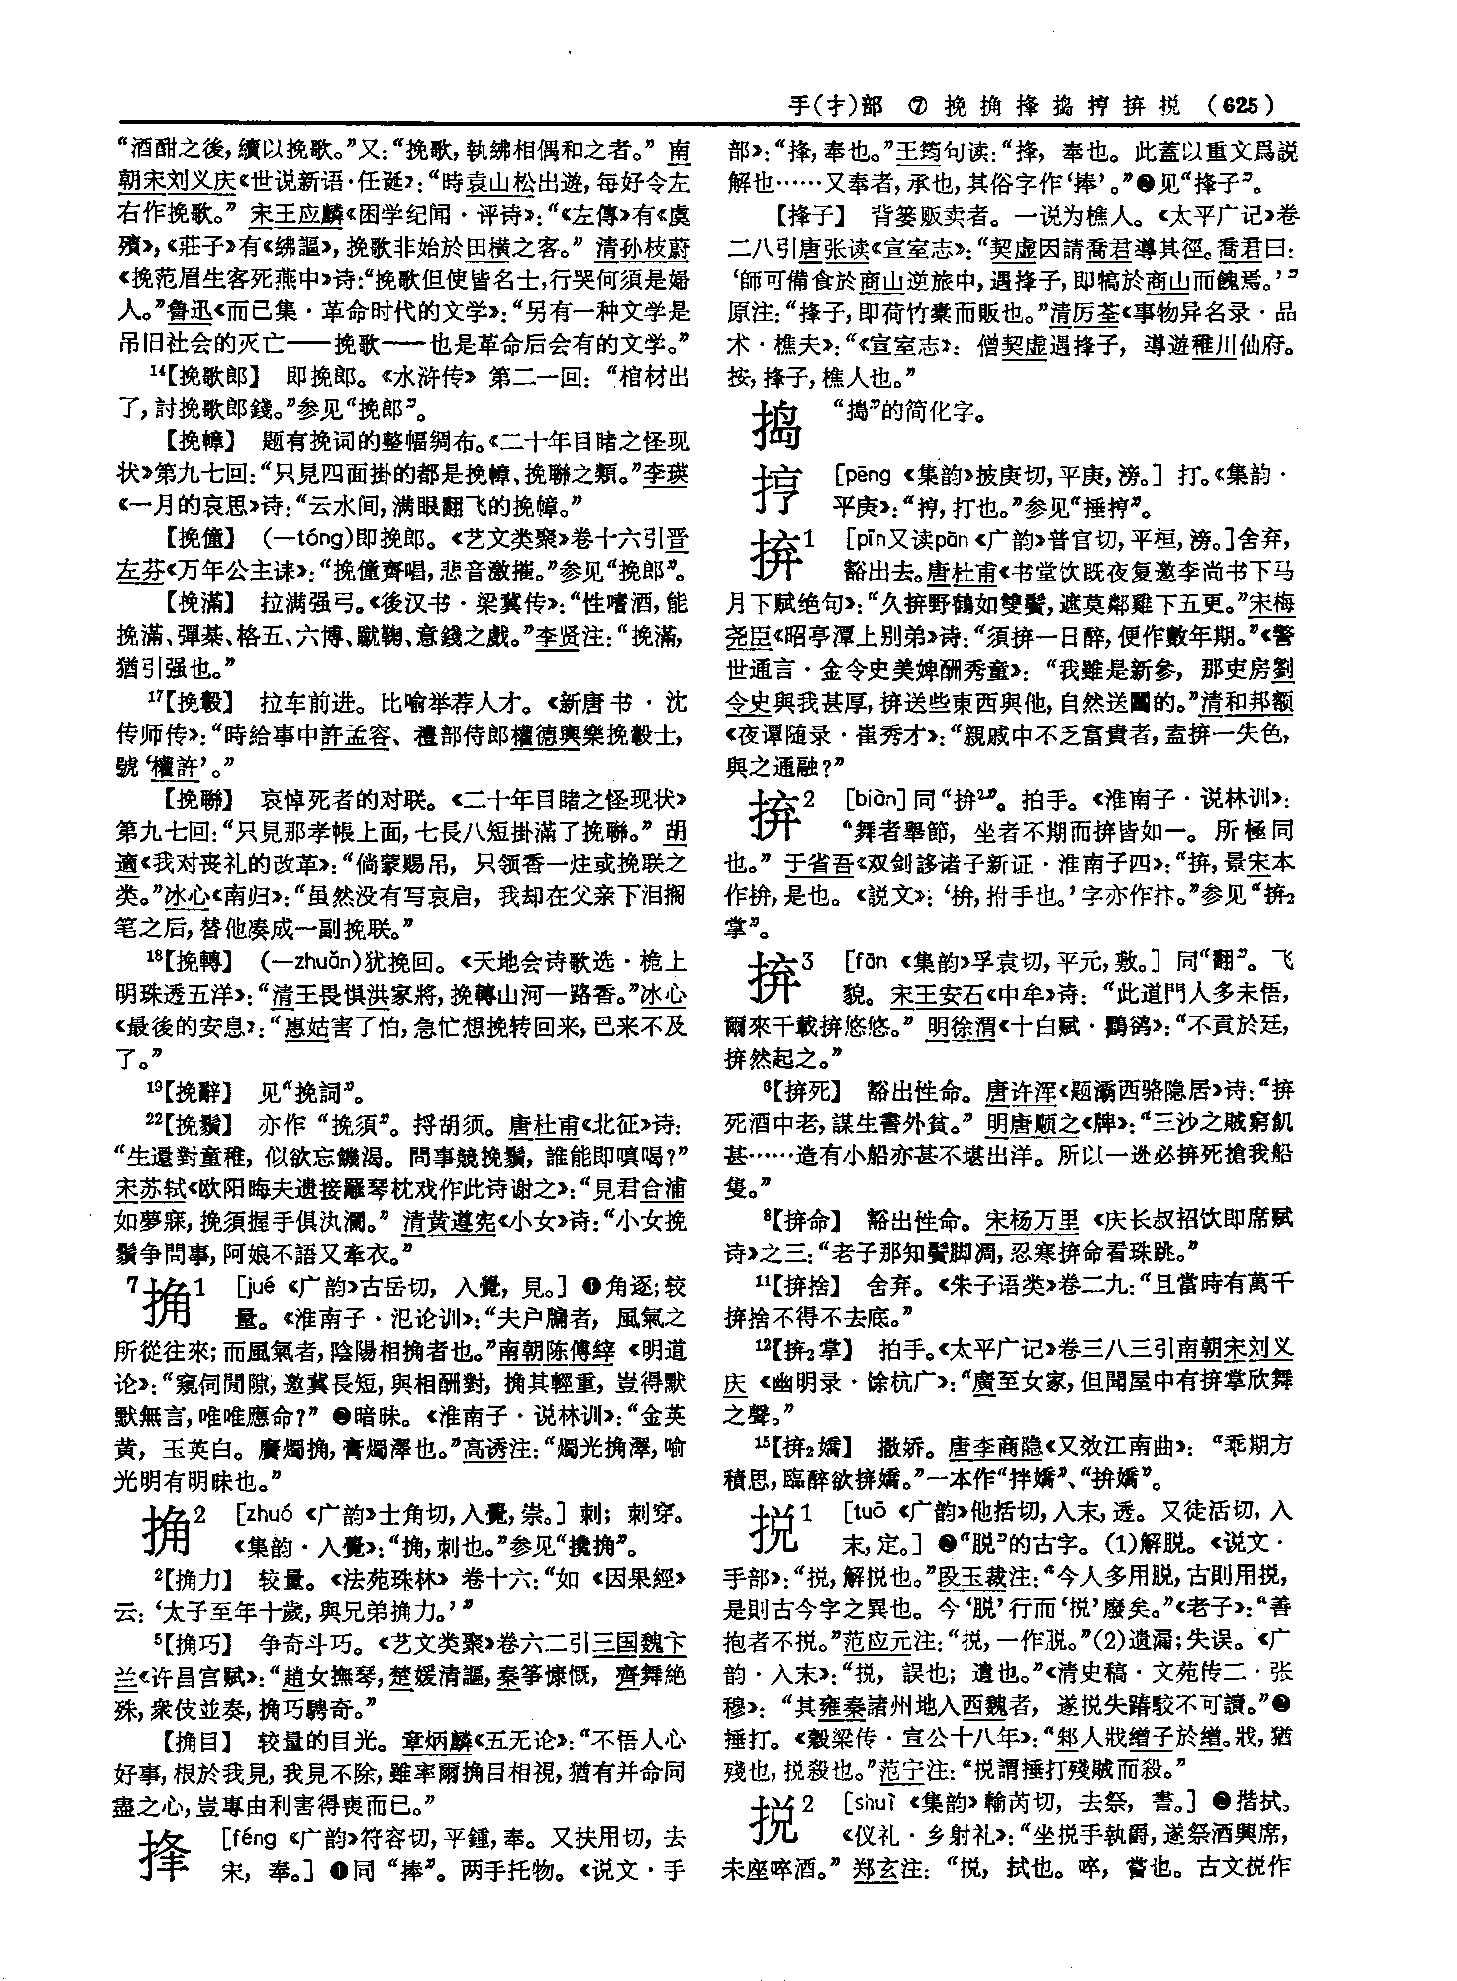 手(扌)部 ⑦ 挽 捔 捀 捣 揨 拚 挩 (625)
“酒酣之後,續以挽歌。”又:“挽歌,執紼相偶和之者。”南
朝宋刘义庆《世说新语·任诞》:“時袁山松出遊,每好令左
右作挽歌。”宋王应麟《困学纪闻·评诗》:“《左傳》有《虞
殯》,《莊子》有《紼謳》,挽歌非始於田横之客。”清孙枝蔚
《挽范眉生客死燕中》诗:“挽歌但使皆名士,行哭何須是婦
人。”鲁迅《而已集·革命时代的文学》:“另有一种文学是
吊旧社会的灭亡——挽歌——也是革命后会有的文学。”
14【挽歌郎】 即挽郎。《水浒传》第二一回:“棺材出
了,討挽歌郎錢。”参见“挽郎”。
【挽幛】 题有挽词的整幅绸布。《二十年目睹之怪现
状》第九七回:“只見四面掛的都是挽幛、挽聯之類。”李瑛
《一月的哀思》诗:“云水间,满眼翻飞的挽幛。”
【挽僮】 (—tóng)即挽郎。《艺文类聚》卷十六引晋
左芬《万年公主诔》:“挽僮齊唱,悲音激摧。”参见“挽郎”。
【挽滿】 拉满强弓。《後汉书·梁冀传》:“性嗜酒,能
挽滿、彈棊、格五、六博、蹴鞠、意錢之戲。”李贤注:“挽滿,
猶引强也。”
17【挽轂】 拉车前进。比喻举荐人才。《新唐书·沈
传师传》:“時給事中許孟容、禮部侍郎權德輿樂挽轂士,
號‘權許’。”
【挽聯】 哀悼死者的对联。《二十年目睹之怪现状》
第九七回:“只見那孝帳上面,七長八短掛滿了挽聯。”胡
適《我对丧礼的改革》:“倘蒙赐吊,只领香一炷或挽联之
类。”冰心《南归》:“虽然没有写哀启,我却在父亲下泪搁
笔之后,替他凑成一副挽联。”
18【挽轉】 (—zhuǎn)犹挽回。《天地会诗歌选·桅上
明珠透五洋》:“清王畏惧洪家將,挽轉山河一路香。”冰心
《最後的安息》:“惠姑害了怕,急忙想挽转回来,已来不及
了。”
19【挽辭】 见“挽詞”。
22【挽鬚】 亦作“挽須”。捋胡须。唐杜甫《北征》诗:
“生還對童稚,似欲忘饑渴。問事競挽鬚,誰能即嗔喝?”
宋苏轼《欧阳晦夫遗接䍦琴枕戏作此诗谢之》:“見君合浦
如夢寐,挽須握手俱汍瀾。”清黄遵宪《小女》诗:“小女挽
鬚争問事,阿娘不語又牽衣。”
7捔1 [jué《广韵》古岳切,入覺,見。]❶角逐;较
量。《淮南子·氾论训》:“夫户牖者,風氣之
所從往來;而風氣者,陰陽相捔者也。”南朝陈傅縡《明道
论》:“窺伺閒隙,邀冀長短,與相酬對,捔其輕重,豈得默
默無言,唯唯應命?”❷暗昧。《淮南子·说林训》:“金英
黄,玉英白。黂燭捔,膏燭澤也。”高诱注:“燭光捔澤,喻
光明有明昧也。”
捔2 [zhuó《广韵》士角切,入覺,崇。]刺;刺穿。
《集韵·入覺》:“捔,刺也。”参见“攙捔”。
2【捔力】 较量。《法苑珠林》卷十六:“如《因果經》
云:‘太子至年十歲,與兄弟捔力。’”
5【捔巧】 争奇斗巧。《艺文类聚》卷六二引三国魏卞
兰《许昌宫赋》:“趙女撫琴,楚媛清謳,秦筝慷慨,齊舞絶
殊,衆伎並奏,捔巧騁奇。”
【捔目】 较量的目光。章炳麟《五无论》:“不悟人心
好事,根於我見,我見不除,雖率爾捔目相視,猶有并命同
盡之心,豈專由利害得喪而已。”
捀 [féng《广韵》符容切,平鍾,奉。又扶用切,去
宋,奉。]❶同“捧”。两手托物。《说文·手
部》:“捀,奉也。”王筠句读:“捀,奉也。此蓋以重文爲説
解也……又奉者,承也,其俗字作‘捧’。”❷见“捀子”。
【捀子】 背篓贩卖者。一说为樵人。《太平广记》卷
二八引唐张读《宣室志》:“契虚因請喬君導其徑。喬君曰:
‘師可備食於商山逆旅中,遇捀子,即犒於商山而餽焉。’”
原注:“捀子,即荷竹橐而販也。”清厉荃《事物异名录·品
术·樵夫》:“《宣室志》:僧契虚遇捀子,導遊稚川仙府。
按,捀子,樵人也。”
捣 “搗”的简化字。
揨 [pēng《集韵》披庚切,平庚,滂。]打。《集韵·
平庚》:“揨,打也。”参见“捶揨”。
拚1 [pīn又读pān《广韵》普官切,平桓,滂。]舍弃,
豁出去。唐杜甫《书堂饮既夜复邀李尚书下马
月下赋绝句》:“久拚野鶴如雙鬢,遮莫鄰雞下五更。”宋梅
尧臣《昭亭潭上别弟》诗:“須拚一日醉,便作數年期。”《警
世通言·金令史美婢酬秀童》:“我雖是新參,那吏房劉
令史與我甚厚,拚送些東西與他,自然送鬮的。”清和邦额
《夜谭随录·崔秀才》:“親戚中不乏富貴者,盍拚一失色,
與之通融?”
拚2 [biàn]同“抃”。拍手。《淮南子·说林训》:
“舞者舉節,坐者不期而拚皆如一。所極同
也。”于省吾《双剑誃诸子新证·淮南子四》:“拚,景宋本
作拚,是也。《説文》:‘拚,拊手也。’字亦作抃。”参见“拚2
掌”。
拚3 [fān《集韵》孚袁切,平元,敷。]同“翻”。飞
貌。宋王安石《中牟》诗:“此道門人多未悟,
爾來千載拚悠悠。”明徐渭《十白赋·鸜鹆》:“不貢於廷,
拚然起之。”
6【拚死】 豁出性命。唐许浑《题灞西骆隐居》诗:“拚
死酒中老,謀生書外貧。”明唐顺之《牌》:“三沙之賊窮飢
甚……造有小船亦甚不堪出洋。所以一迯必拚死搶我船
隻。”
8【拚命】 豁出性命。宋杨万里《庆长叔招饮即席赋
诗》之三:“老子那知鬢脚凋,忍寒拚命看珠跳。”
11【拚捨】 舍弃。《朱子语类》卷二九:“且當時有萬千
拚捨不得不去底。”
12【拚2掌】 拍手。《太平广记》卷三八三引南朝宋刘义
庆《幽明录·馀杭广》:“廣至女家,但聞屋中有拚掌欣舞
之聲。”
15【拚2嬌】 撒娇。唐李商隐《又效江南曲》:“乖期方
積思,臨醉欲拚嬌。”一本作“拌嬌”、“抃嬌”。
挩1 [tuō《广韵》他括切,入末,透。又徒活切,入
末,定。]❶“脱”的古字。(1)解脱。《说文·
手部》:“挩,解挩也。”段玉裁注:“今人多用脱,古則用挩,
是則古今字之異也。今‘脱’行而‘挩’廢矣。”《老子》:“善
抱者不挩。”范应元注:“挩,一作脱。”(2)遗漏;失误。《广
韵·入末》:“挩,誤也;遺也。”《清史稿·文苑传二·张
穆》:“其雍秦諸州地入西魏者,遂挩失踳駁不可讀。”❷
捶打。《穀梁传·宣公十八年》:“邾人戕繒子於繒。戕,猶
殘也,挩殺也。”范宁注:“挩謂捶打殘賊而殺。”
挩2 [shuì《集韵》輸芮切,去祭,書。]❶揩拭。
《仪礼·乡射礼》:“坐挩手執爵,遂祭酒興席,
末座啐酒。”郑玄注:“挩,拭也。啐,嘗也。古文挩作